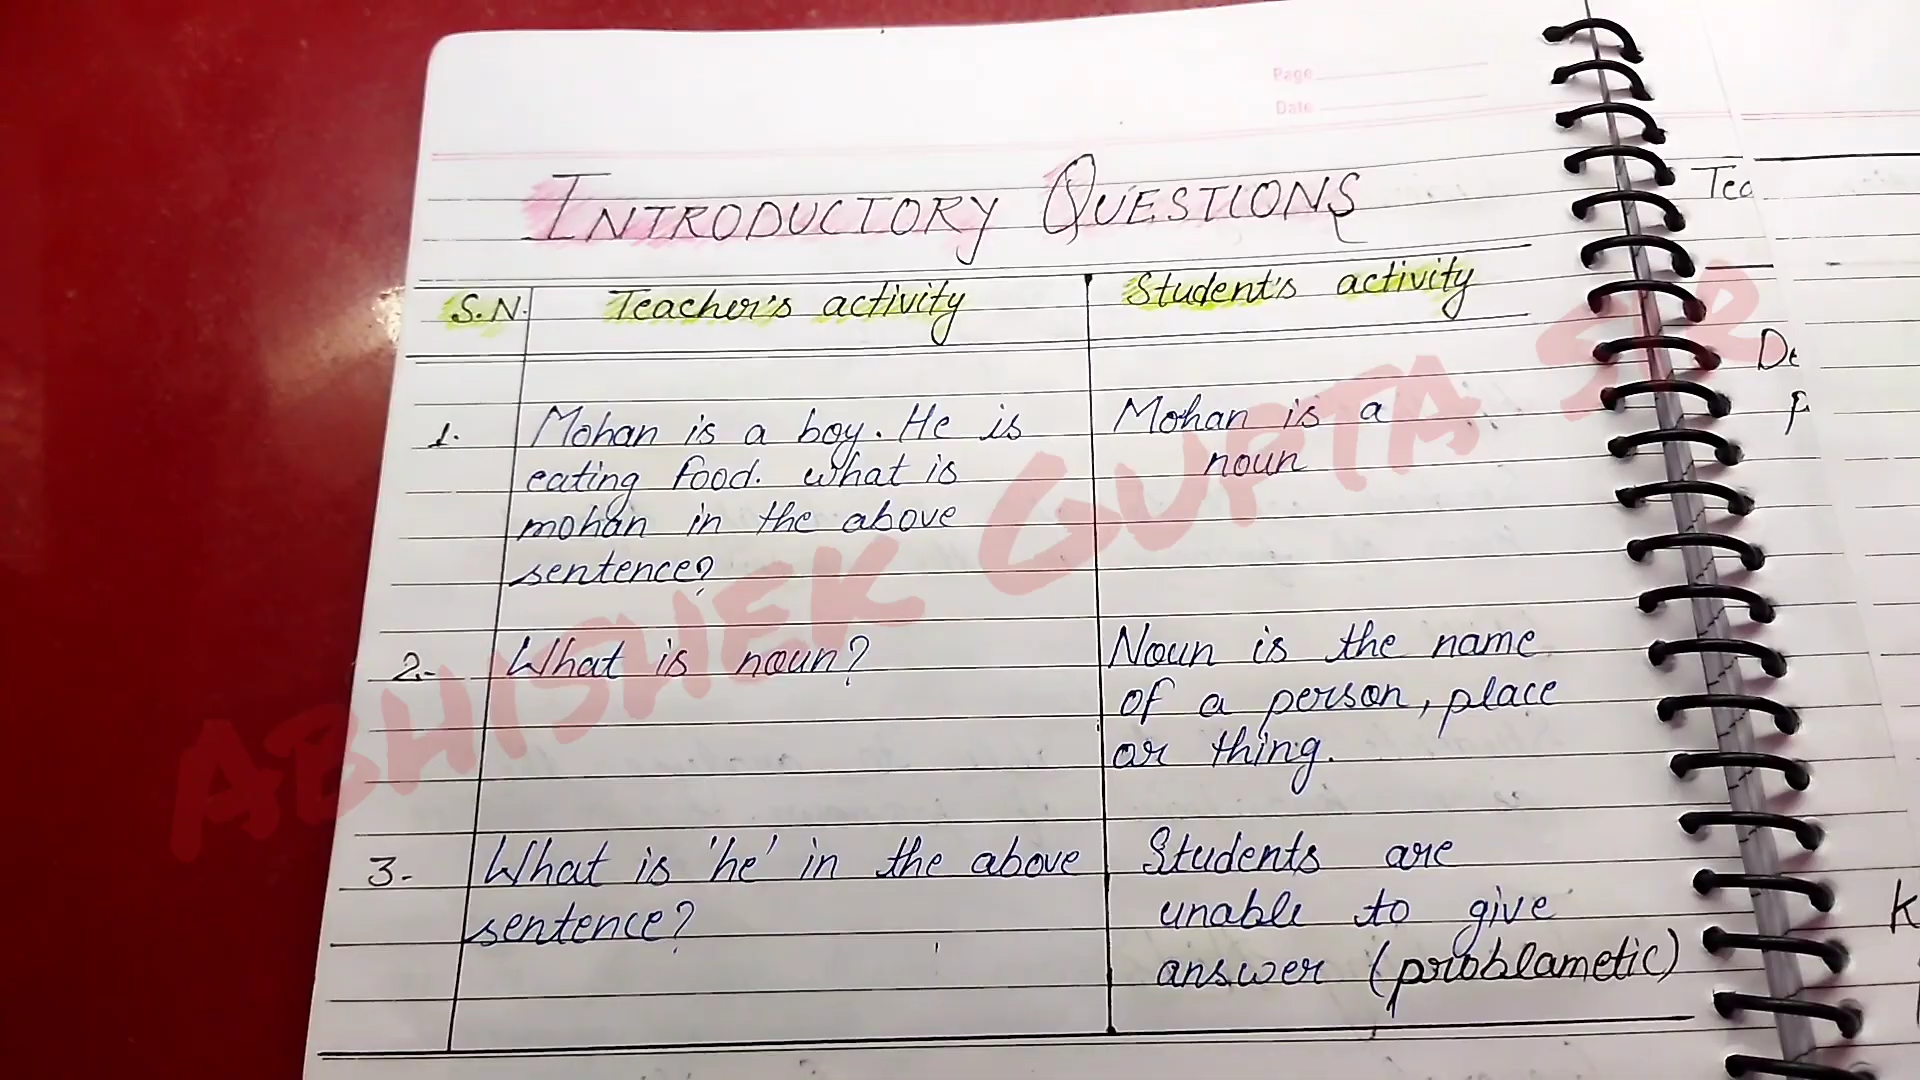 Page
Date
INTRODUCTORY QUESTIONS
S.N. Teacher's activity Student's activity
1. Mohan is a boy. He is
eating food. what is
mohan in the above
sentence?
Mohan is a
noun
2.- What is noun?
Noun is the name
of a person, place
or thing.
3- What is 'he' in the above
sentence?
Students are
unable to give
answer (problametic)
ABHISHEK GUPTA SIR